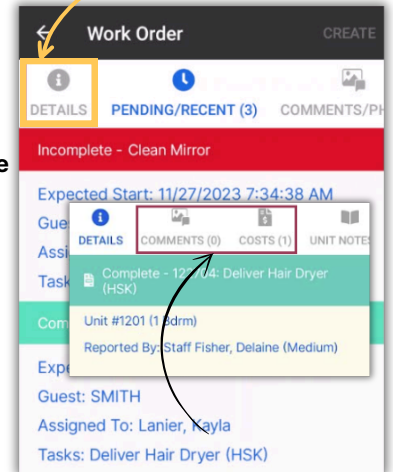 Work Order
CREATE
DETAILS
PENDING/RECENT (3)
COMMENTS/PH
Incomplete - Clean Mirror
e
Expected Start: 11/27/2023 7:34:38 AM
Gue
Assi
Task
DETAILS
COMMENTS (0)
COSTS (1)
UNIT NOTES
Complete - Deliver Hair Dryer
(HSK)
Unit #1201 (1 Bdrm)
Reported By: Staff Fisher, Delaine (Medium)
Com
Expe
Guest: SMITH
Assigned To: Lanier, Kayla
Tasks: Deliver Hair Dryer (HSK)